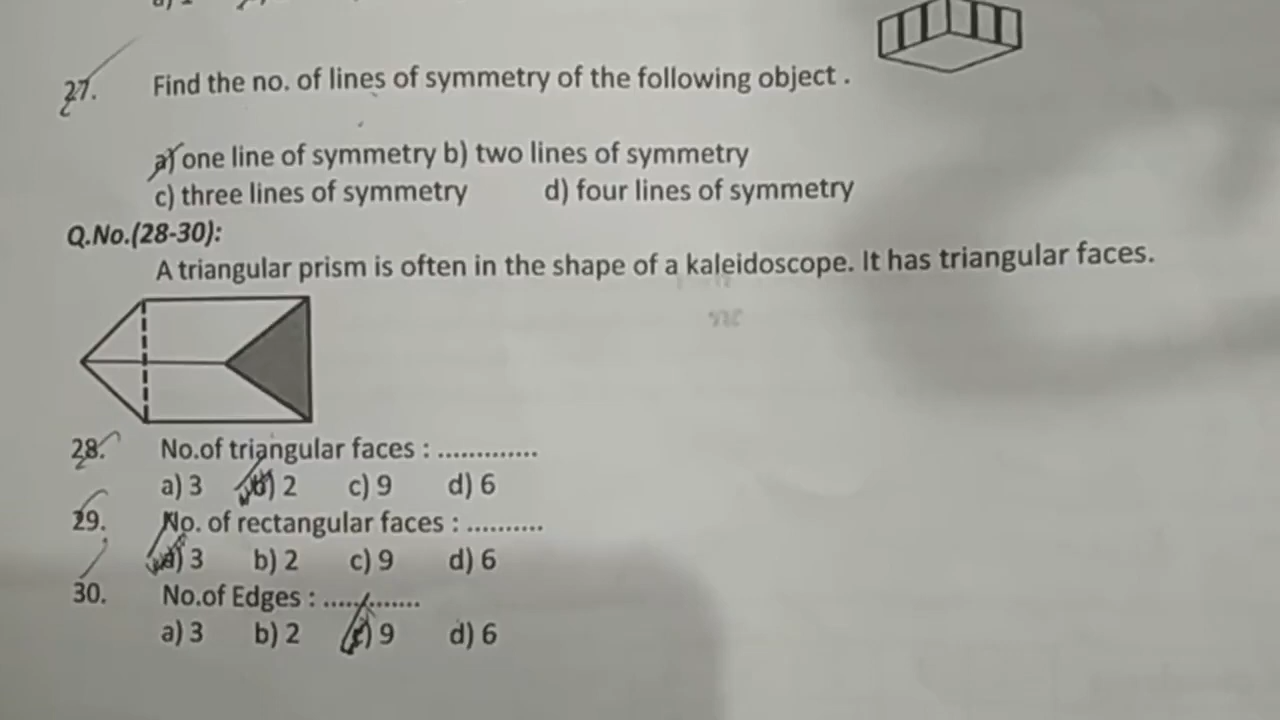 27. Find the no. of lines of symmetry of the following object .
a) one line of symmetry b) two lines of symmetry
c) three lines of symmetry d) four lines of symmetry
Q.No.(28-30):
A triangular prism is often in the shape of a kaleidoscope. It has triangular faces.
28. No.of triangular faces : .............
a) 3 b) 2 c) 9 d) 6
29. No. of rectangular faces : ..........
a) 3 b) 2 c) 9 d) 6
30. No.of Edges : .............
a) 3 b) 2 c) 9 d) 6